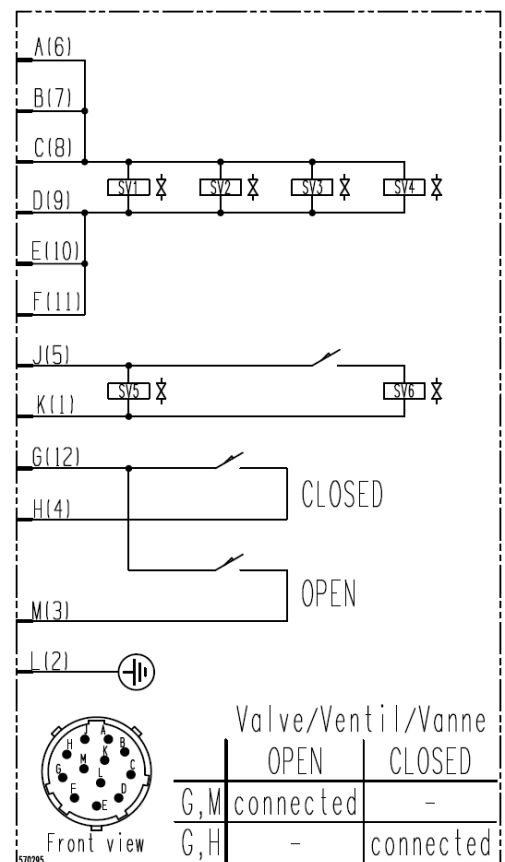 A(6)
B(7)
C(8)
SV1 SV2 SV3 SV4
D(9)
E(10)
F(11)
J(5)
SV5 SV6
K(1)
G(12)
CLOSED
H(4)
OPEN
M(3)
L(2)
J A
H K B
M
G L C
F D
E
Front view
570295
Valve/Ventil/Vanne
OPEN CLOSED
G,M connected -
G,H - connected